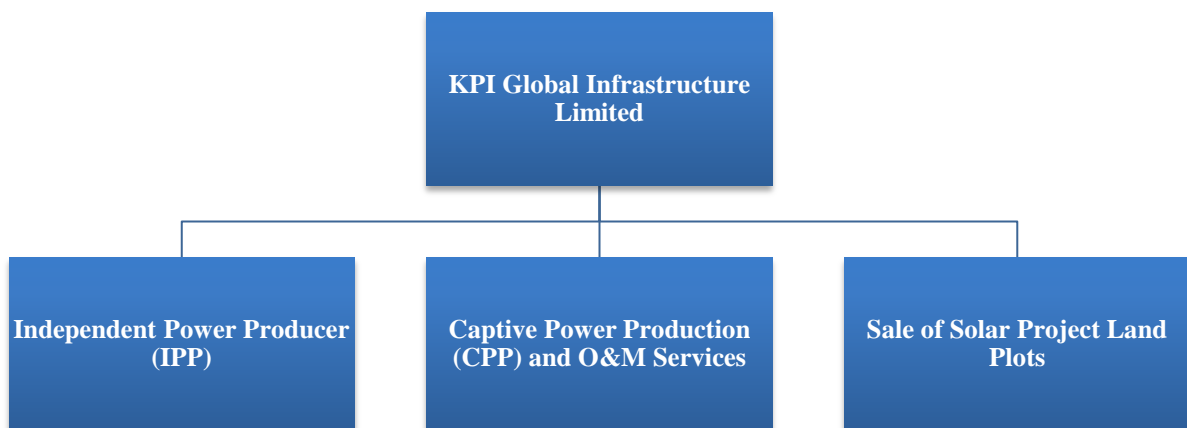 KPI Global Infrastructure
Limited
Independent Power Producer
(IPP)
Captive Power Production
(CPP) and O&M Services
Sale of Solar Project Land
Plots